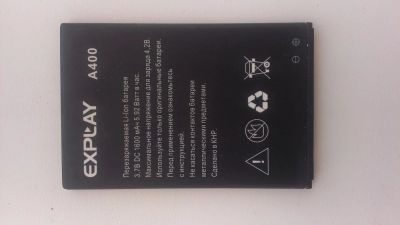 EXPLAY
A400
Перезаряжаемая Li-Ion батарея
3.7В DC 1600 мАч 5.92 Ватт в час.
Максимальное напряжение для заряда 4.2В
Используйте только оригинальные батареи.
Перед применением ознакомьтесь
с инструкцией.
Не касаться контактов батареи
металлическими предметами.
Сделано в КНР.